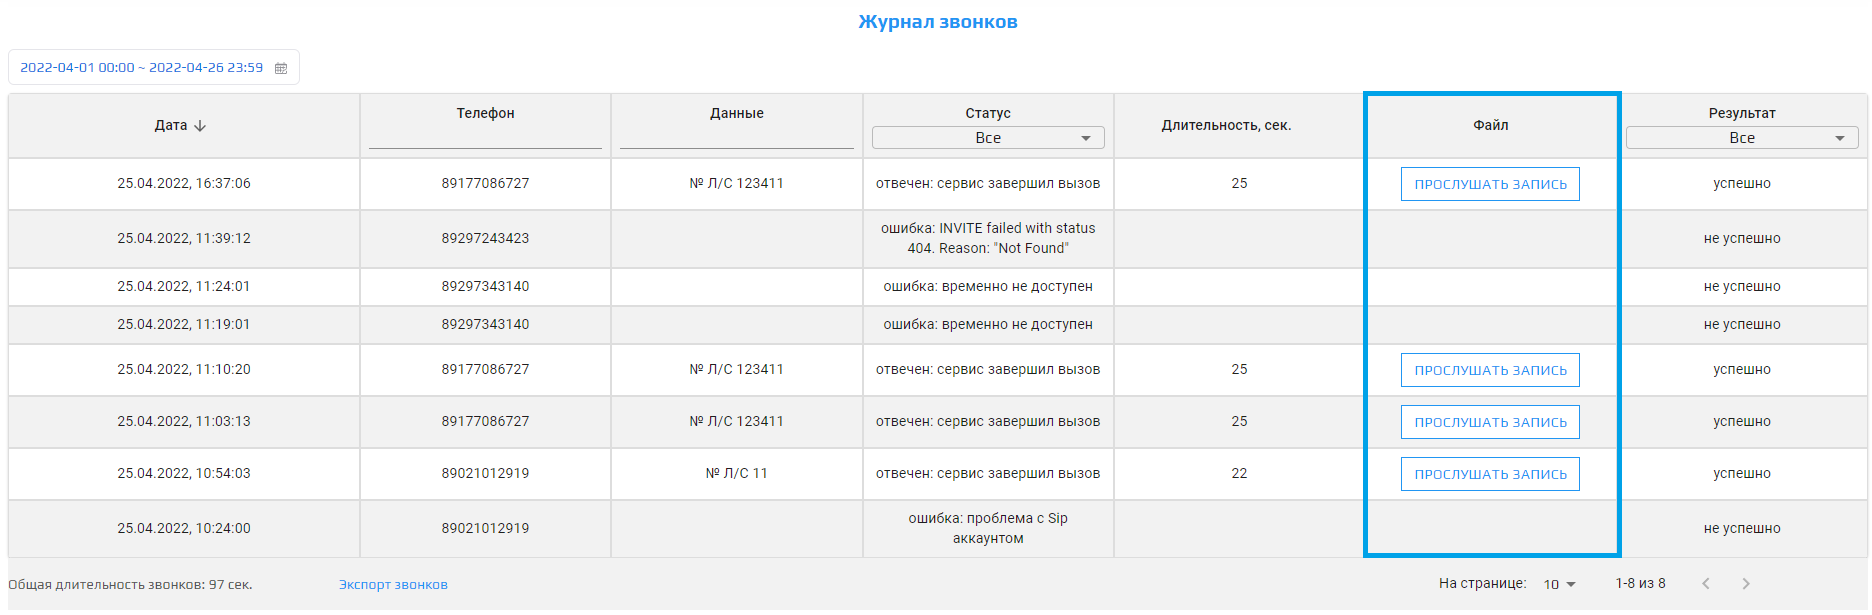 Журнал звонков
2022-04-01 00:00 ~ 2022-04-26 23:59
Дата Телефон Данные Статус Длительность, сек. Файл Результат
Все Все
25.04.2022, 16:37:06 89177086727 № Л/С 123411 отвечен: сервис завершил вызов 25 ПРОСЛУШАТЬ ЗАПИСЬ успешно
25.04.2022, 11:39:12 89297243423 ошибка: INVITE failed with status не успешно
404. Reason: "Not Found"
25.04.2022, 11:24:01 89297343140 ошибка: временно не доступен не успешно
25.04.2022, 11:19:01 89297343140 ошибка: временно не доступен не успешно
25.04.2022, 11:10:20 89177086727 № Л/С 123411 отвечен: сервис завершил вызов 25 ПРОСЛУШАТЬ ЗАПИСЬ успешно
25.04.2022, 11:03:13 89177086727 № Л/С 123411 отвечен: сервис завершил вызов 25 ПРОСЛУШАТЬ ЗАПИСЬ успешно
25.04.2022, 10:54:03 89021012919 № Л/С 11 отвечен: сервис завершил вызов 22 ПРОСЛУШАТЬ ЗАПИСЬ успешно
25.04.2022, 10:24:00 89021012919 ошибка: проблема с Sip не успешно
аккаунтом
Общая длительность звонков: 97 сек. Экспорт звонков На странице: 10 1-8 из 8